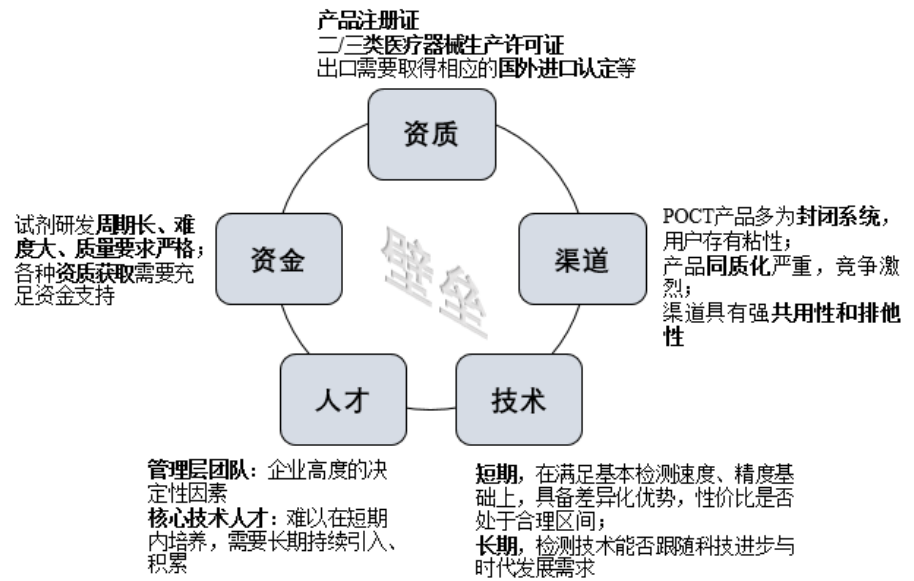 产品注册证
二/三类医疗器械生产许可证
出口需要取得相应的国外进口认定等
资质
试剂研发周期长、难
度大、质量要求严格；
各种资质获取需要充
足资金支持
资金
壁垒
渠道
POCT产品多为封闭系统，
用户存有粘性；
产品同质化严重，竞争激
烈；
渠道具有强共用性和排他
性
人才
技术
管理层团队：企业高度的决
定性因素
核心技术人才：难以在短期
内培养，需要长期持续引入、
积累
短期，在满足基本检测速度、精度基
础上，具备差异化优势，性价比是否
处于合理区间；
长期，检测技术能否跟随科技进步与
时代发展需求